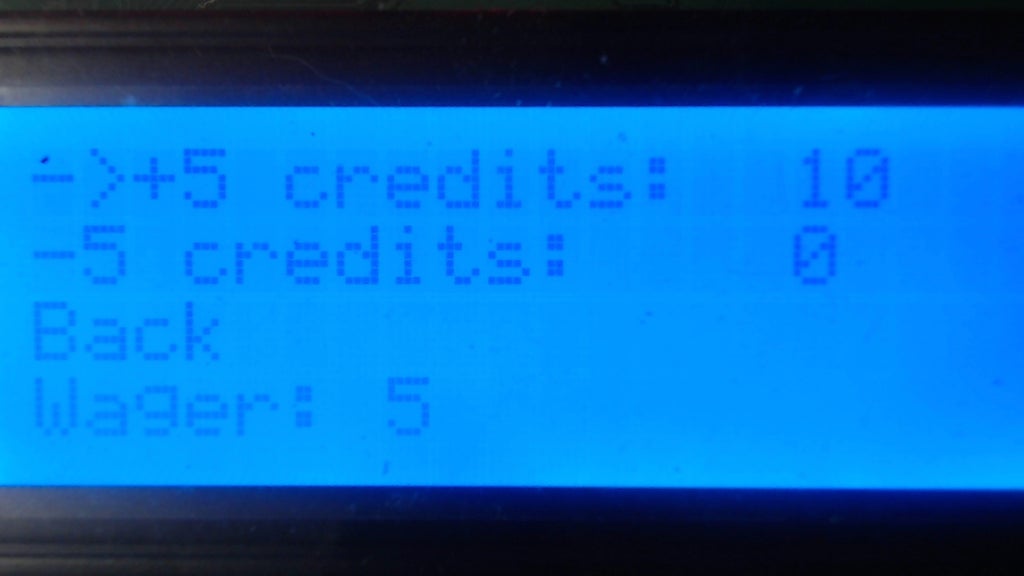 ->+5 credits: 10
-5 credits: 0
Back
Wager: 5